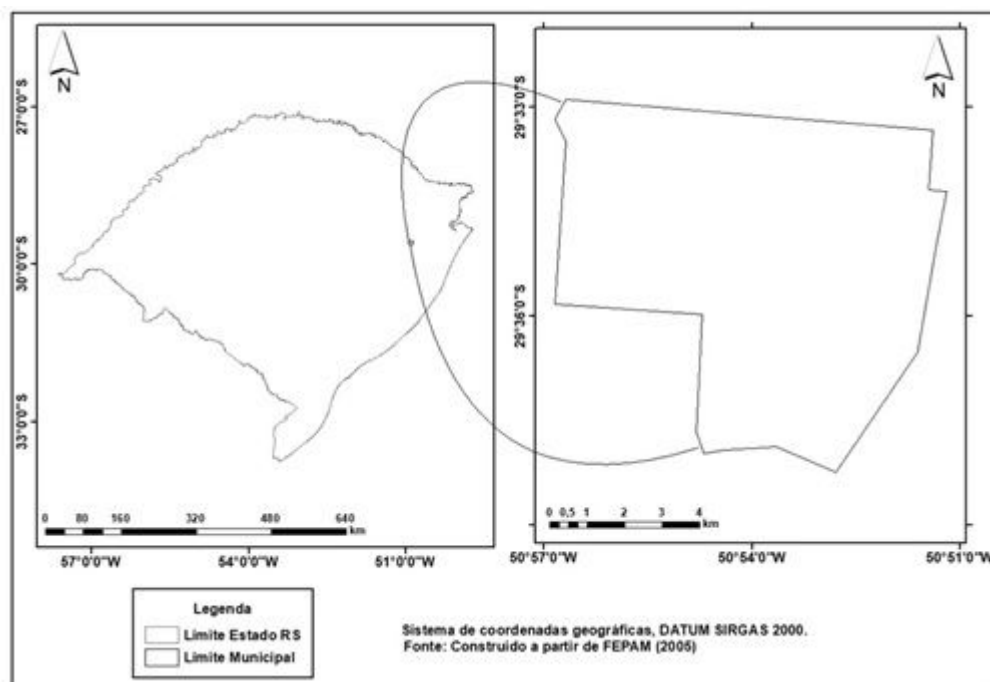 N
27°0'0"S
30°0'0"S
33°0'0"S
0 80 160 320 480 640
km
57°0'0"W 54°0'0"W 51°0'0"W
N
29°33'0"S
29°36'0"S
0 0,5 1 2 3 4
km
50°57'0"W 50°54'0"W 50°51'0"W
Legenda
Limite Estado RS
Limite Municipal
Sistema de coordenadas geográficas, DATUM SIRGAS 2000.
Fonte: Construido a partir de FEPAM (2005)